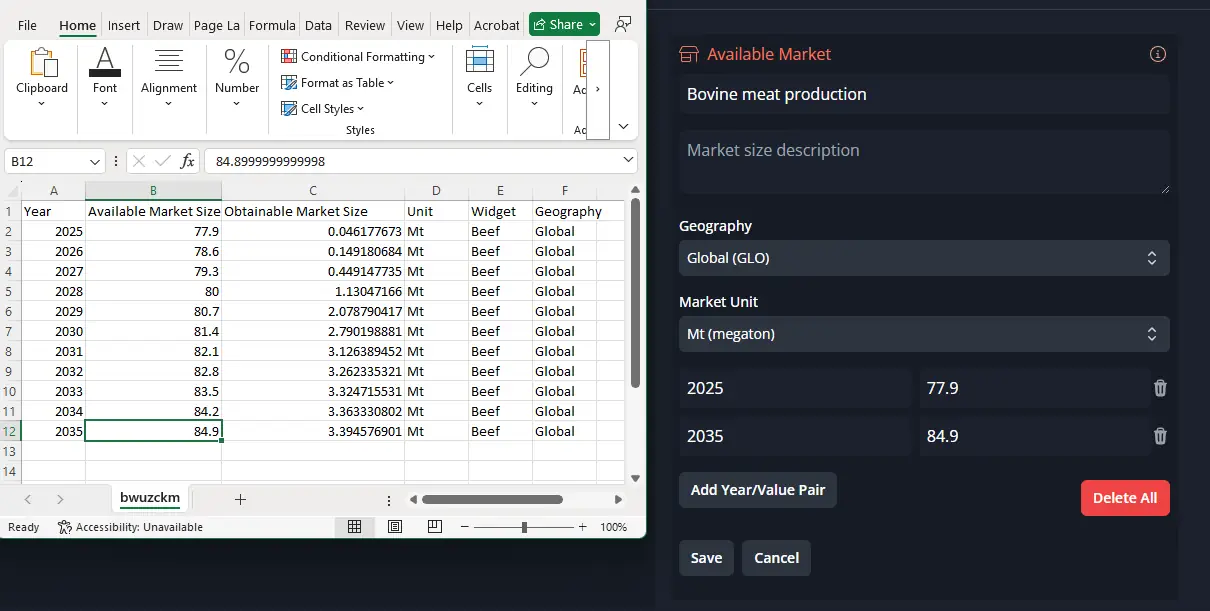 File Home Insert Draw Page La Formula Data Review View Help Acrobat Share
Clipboard
Font
Alignment
%
Number
Conditional Formatting
Format as Table
Cell Styles
Styles
Cells
Editing
Ad
Ad
B12 fx 84.8999999999998
A B C D E F
1 Year Available Market Size Obtainable Market Size Unit Widget Geography
2 2025 77.9 0.046177673 Mt Beef Global
3 2026 78.6 0.149180684 Mt Beef Global
4 2027 79.3 0.449147735 Mt Beef Global
5 2028 80 1.13047166 Mt Beef Global
6 2029 80.7 2.078790417 Mt Beef Global
7 2030 81.4 2.790198881 Mt Beef Global
8 2031 82.1 3.126389452 Mt Beef Global
9 2032 82.8 3.262335321 Mt Beef Global
10 2033 83.5 3.324715531 Mt Beef Global
11 2034 84.2 3.363330802 Mt Beef Global
12 2035 84.9 3.394576901 Mt Beef Global
13
14
bwuzckm
Ready Accessibility: Unavailable 100%
Available Market
Bovine meat production
Market size description
Geography
Global (GLO)
Market Unit
Mt (megaton)
2025 77.9
2035 84.9
Add Year/Value Pair Delete All
Save Cancel